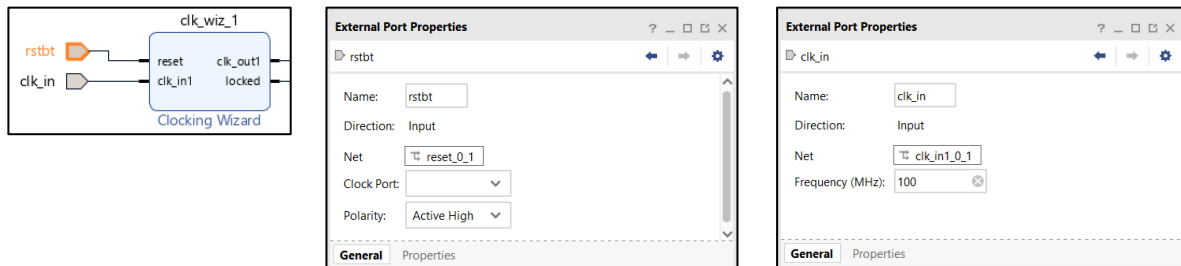 clk_wiz_1
rstbt
reset
clk_out1
clk_in
clk_in1
locked
Clocking Wizard
External Port Properties
? _
rstbt
Name: rstbt
Direction: Input
Net reset_0_1
Clock Port:
Polarity: Active High
General Properties
External Port Properties
? _
clk_in
Name: clk_in
Direction: Input
Net clk_in1_0_1
Frequency (MHz): 100
General Properties